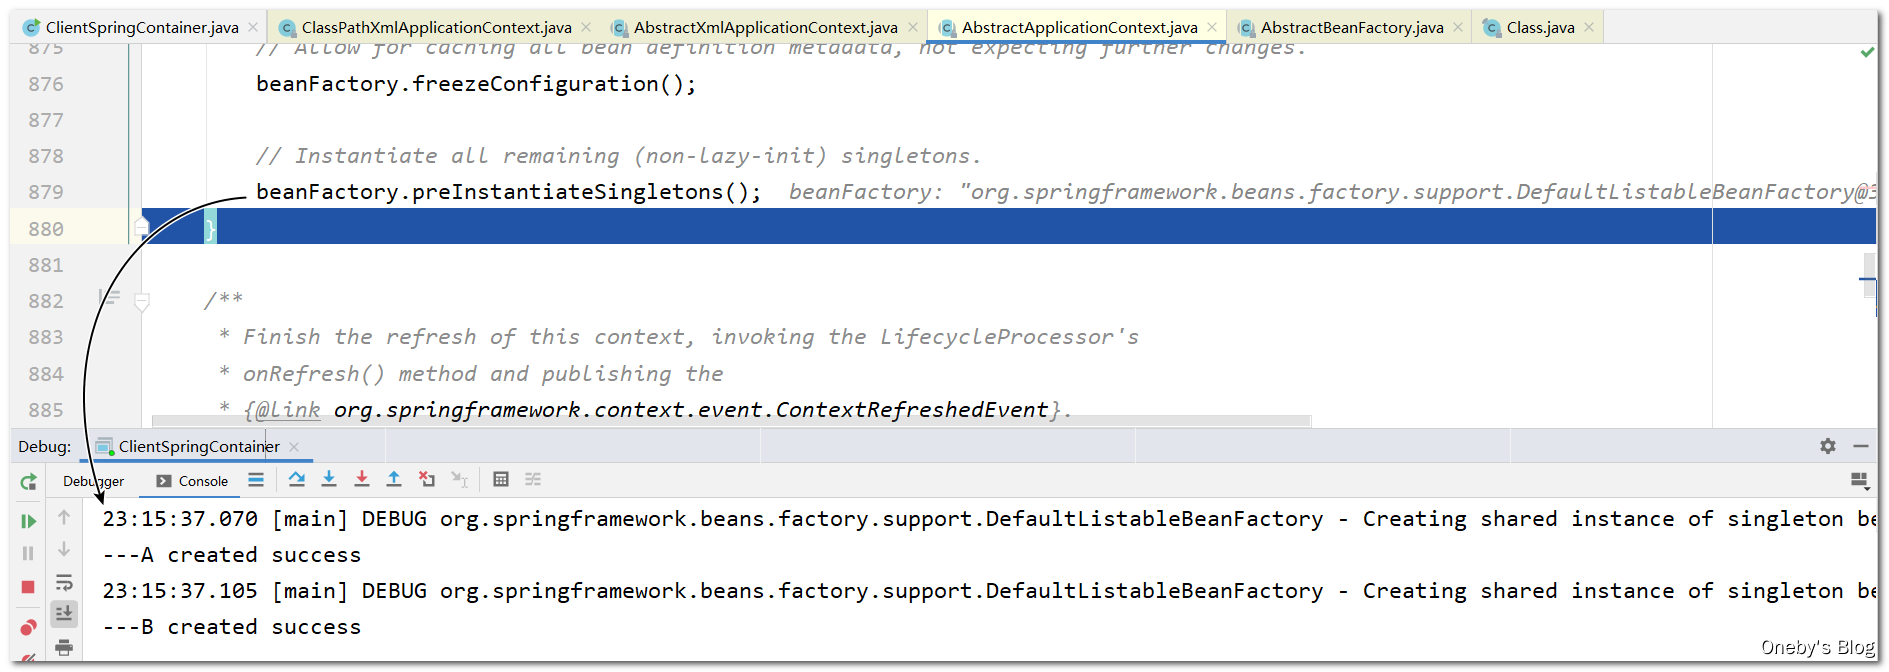 ClientSpringContainer.java ClassPathXmlApplicationContext.java AbstractXmlApplicationContext.java AbstractApplicationContext.java AbstractBeanFactory.java Class.java
875 // Allow for caching all bean definition metadata, not expecting further changes.
876 beanFactory.freezeConfiguration();
877
878 // Instantiate all remaining (non-lazy-init) singletons.
879 beanFactory.preInstantiateSingletons(); beanFactory: "org.springframework.beans.factory.support.DefaultListableBeanFactory@3
880 }
881
882 /**
883 * Finish the refresh of this context, invoking the LifecycleProcessor's
884 * onRefresh() method and publishing the
885 * {@link org.springframework.context.event.ContextRefreshedEvent}.
Debug: ClientSpringContainer
Debugger Console
23:15:37.070 [main] DEBUG org.springframework.beans.factory.support.DefaultListableBeanFactory - Creating shared instance of singleton be
---A created success
23:15:37.105 [main] DEBUG org.springframework.beans.factory.support.DefaultListableBeanFactory - Creating shared instance of singleton be
---B created success
Oneby's Blog